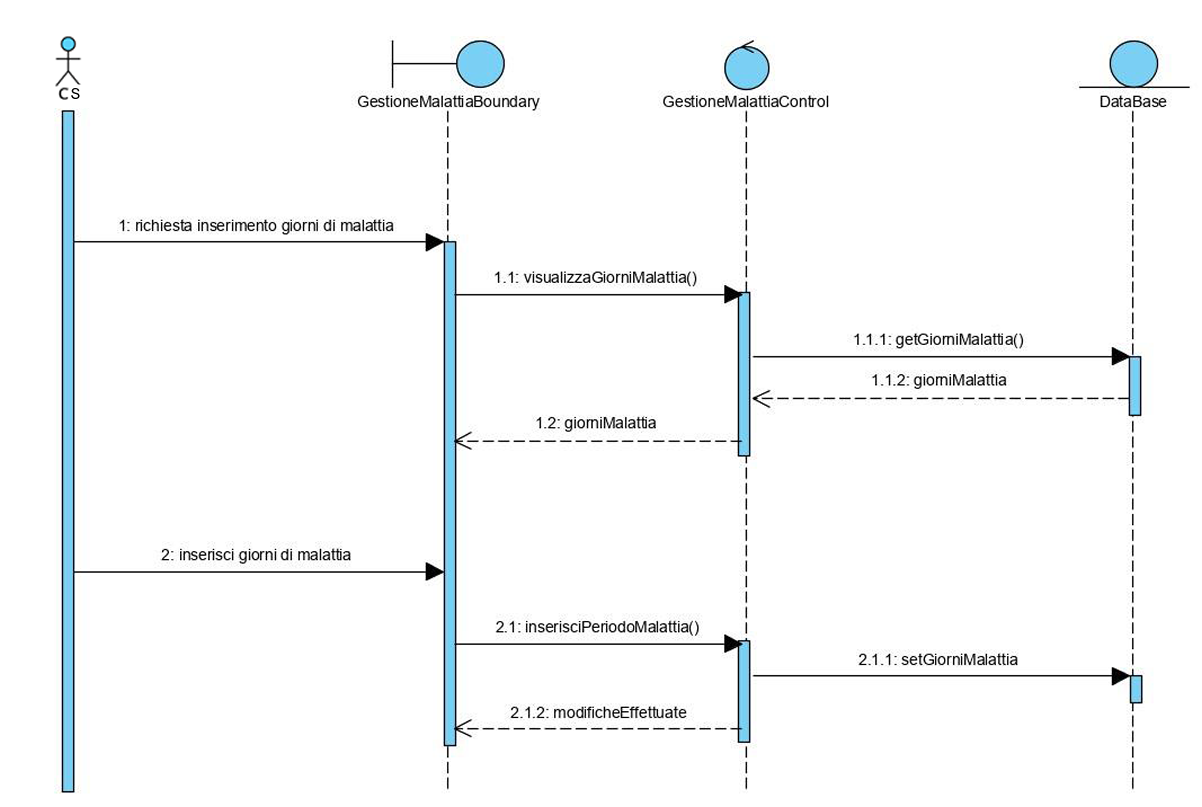 CS
GestioneMalattiaBoundary
GestioneMalattiaControl
DataBase
1: richiesta inserimento giorni di malattia
1.1: visualizzaGiorniMalattia()
1.1.1: getGiorniMalattia()
1.1.2: giorniMalattia
1.2: giorniMalattia
2: inserisci giorni di malattia
2.1: inserisciPeriodoMalattia()
2.1.1: setGiorniMalattia
2.1.2: modificheEffettuate